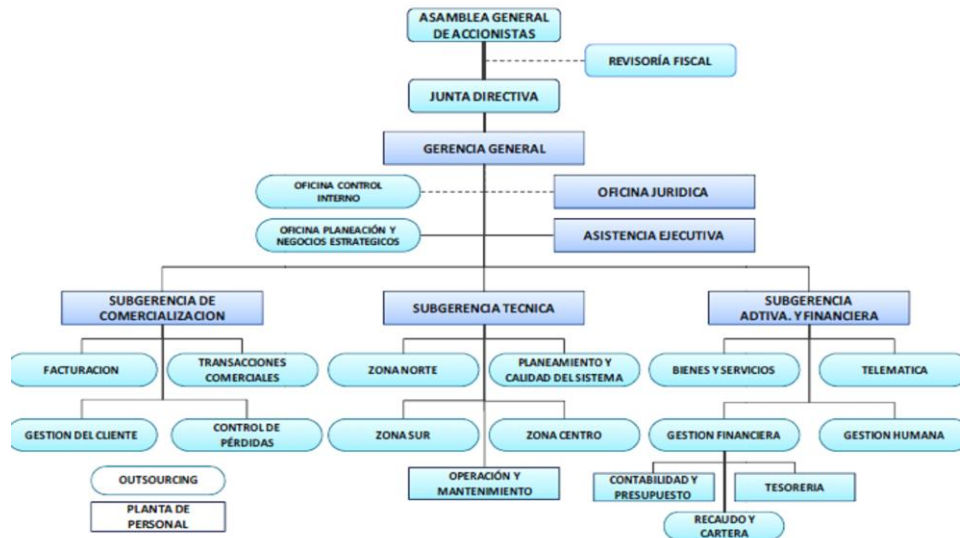 ASAMBLEA GENERAL
DE ACCIONISTAS
REVISORÍA FISCAL
JUNTA DIRECTIVA
GERENCIA GENERAL
OFICINA CONTROL
INTERNO
OFICINA JURIDICA
OFICINA PLANEACIÓN Y
NEGOCIOS ESTRATEGICOS
ASISTENCIA EJECUTIVA
SUBGERENCIA DE
COMERCIALIZACION
SUBGERENCIA TECNICA
SUBGERENCIA
ADTIVA. Y FINANCIERA
FACTURACION
TRANSACCIONES
COMERCIALES
ZONA NORTE
PLANEAMIENTO Y
CALIDAD DEL SISTEMA
BIENES Y SERVICIOS
TELEMATICA
GESTION DEL CLIENTE
CONTROL DE
PÉRDIDAS
ZONA SUR
ZONA CENTRO
GESTION FINANCIERA
GESTION HUMANA
OUTSOURCING
OPERACIÓN Y
MANTENIMIENTO
CONTABILIDAD Y
PRESUPUESTO
TESORERIA
PLANTA DE
PERSONAL
RECAUDO Y
CARTERA